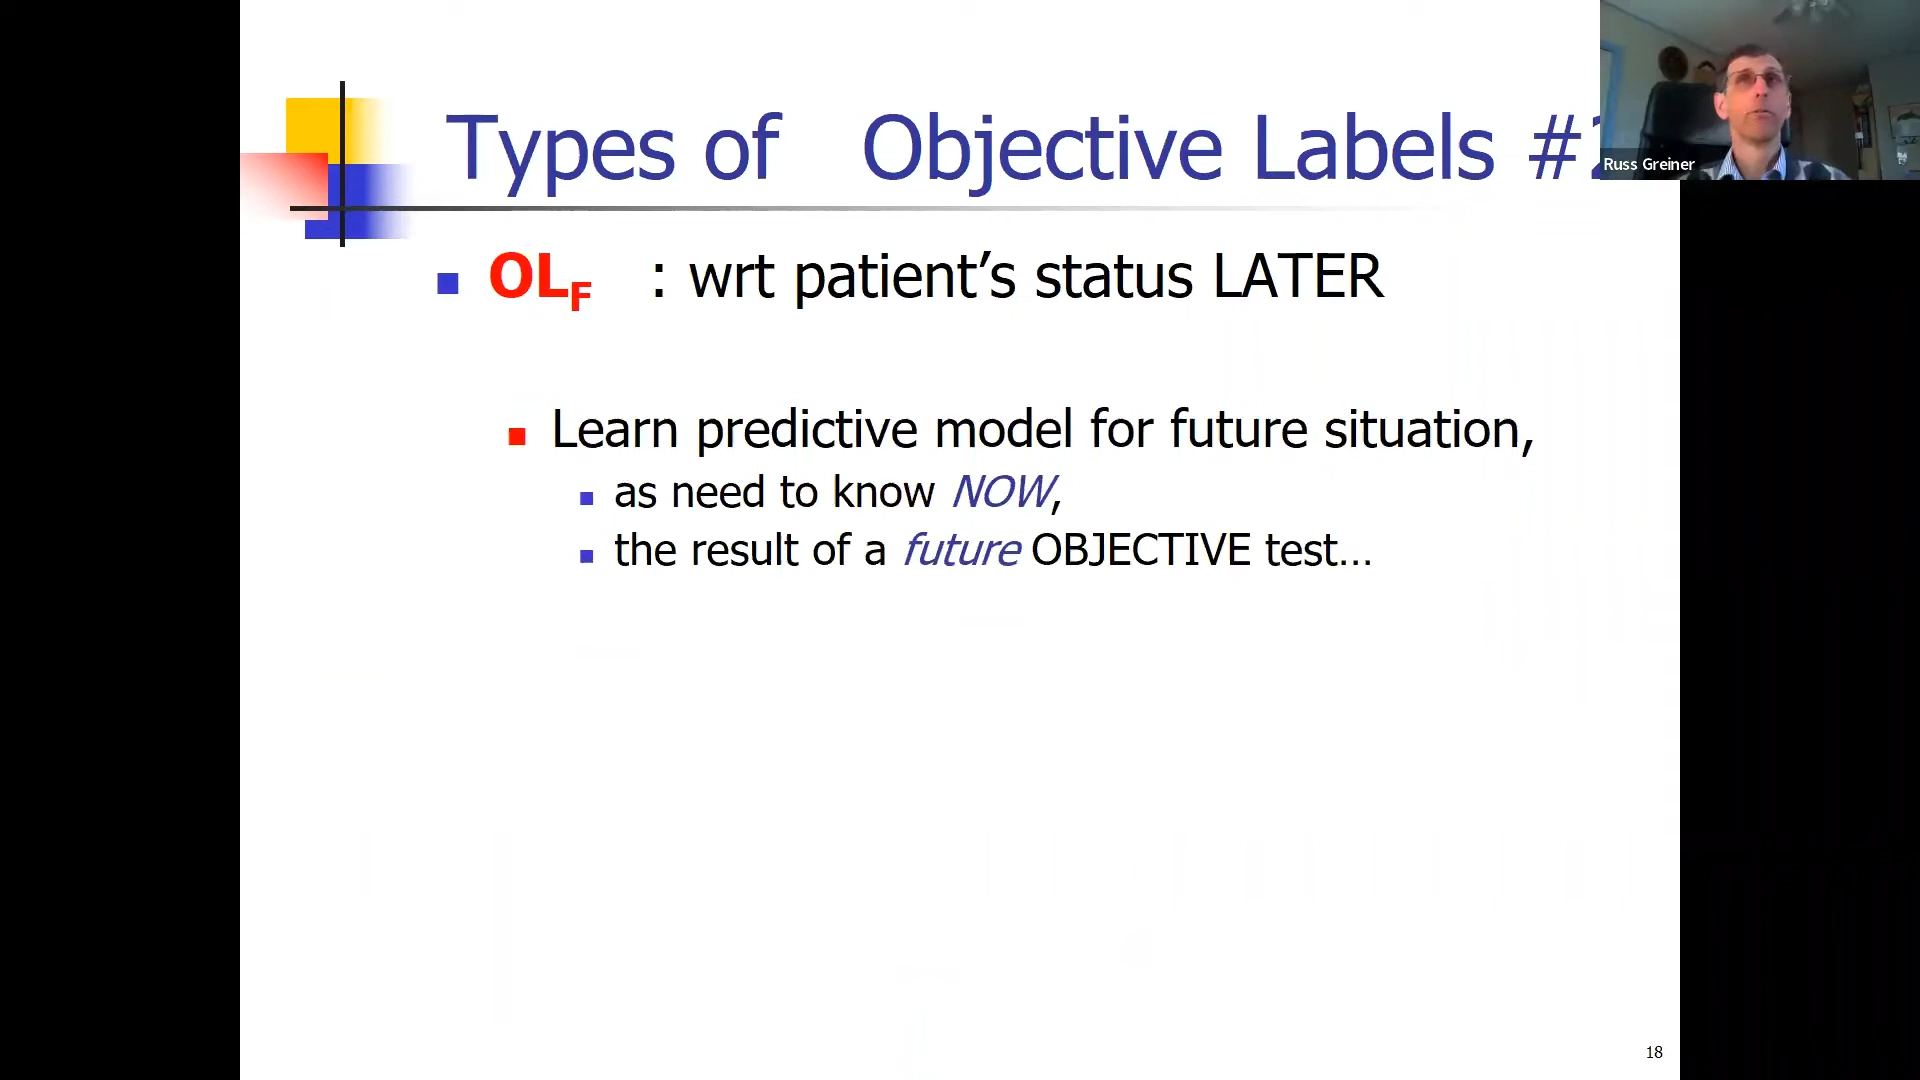 Types of Objective Labels #2
Russ Greiner
OLF : wrt patient’s status LATER
Learn predictive model for future situation,
as need to know NOW,
the result of a future OBJECTIVE test…
18